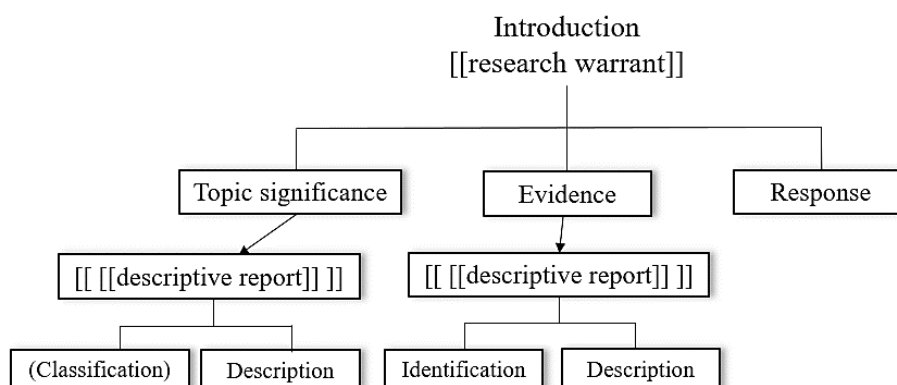 Introduction
[[research warrant]]
Topic significance
Evidence
Response
[[ [[descriptive report]] ]]
[[ [[descriptive report]] ]]
(Classification)
Description
Identification
Description